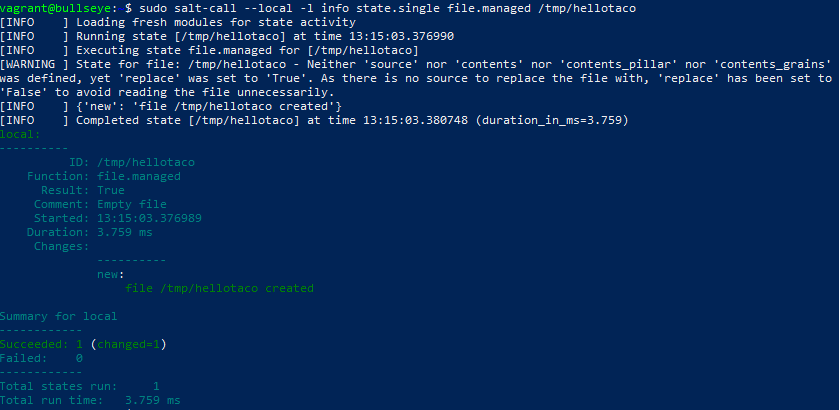 vagrant@bullseye: $ sudo salt-call --local -l info state.single file.managed /tmp/hellotaco
[INFO    ] Loading fresh modules for state activity
[INFO    ] Running state [/tmp/hellotaco] at time 13:15:03.376990
[INFO    ] Executing state file.managed for [/tmp/hellotaco]
[WARNING ] State for file: /tmp/hellotaco - Neither 'source' nor 'contents' nor 'contents_pillar' nor 'contents_grains'
was defined, yet 'replace' was set to 'True'. As there is no source to replace the file with, 'replace' has been set to
'False' to avoid reading the file unnecessarily.
[INFO    ] {'new': 'file /tmp/hellotaco created'}
[INFO    ] Completed state [/tmp/hellotaco] at time 13:15:03.380748 (duration_in_ms=3.759)
local:
----------
          ID: /tmp/hellotaco
    Function: file.managed
      Result: True
     Comment: Empty file
     Started: 13:15:03.376989
    Duration: 3.759 ms
     Changes:
              ----------
              new:
                  file /tmp/hellotaco created
Summary for local
------------
Succeeded: 1 (changed=1)
Failed:    0
------------
Total states run:     1
Total run time:   3.759 ms